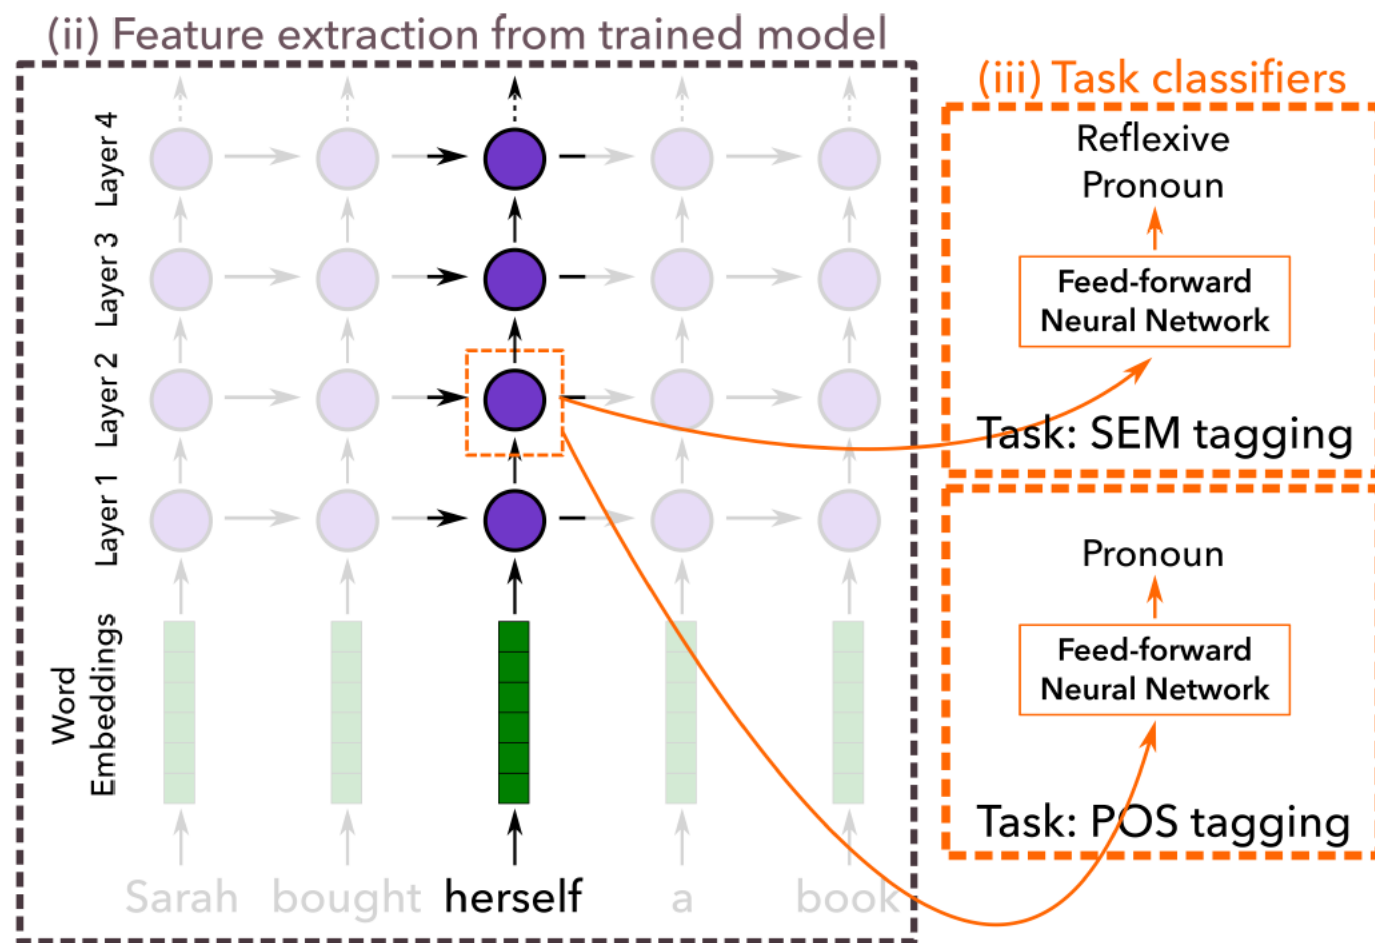 (ii) Feature extraction from trained model
Layer 4
Layer 3
Layer 2
Layer 1
Word
Embeddings
Sarah bought herself a book
(iii) Task classifiers
Reflexive
Pronoun
Feed-forward
Neural Network
Task: SEM tagging
Pronoun
Feed-forward
Neural Network
Task: POS tagging